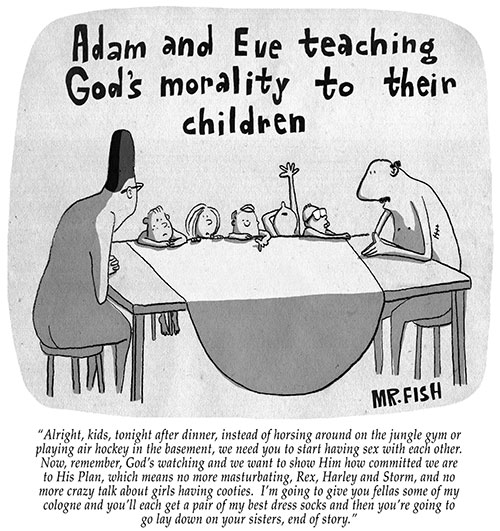 Adam and Eve teaching
God's morality to their
children
MR. FISH
"Alright, kids, tonight after dinner, instead of horsing around on the jungle gym or
playing air hockey in the basement, we need you to start having sex with each other.
Now, remember, God's watching and we want to show Him how committed we are
to His Plan, which means no more masturbating, Rex, Harley and Storm, and no
more crazy talk about girls having cooties.  I'm going to give you fellas some of my
cologne and you'll each get a pair of my best dress socks and then you're going to
go lay down on your sisters, end of story."